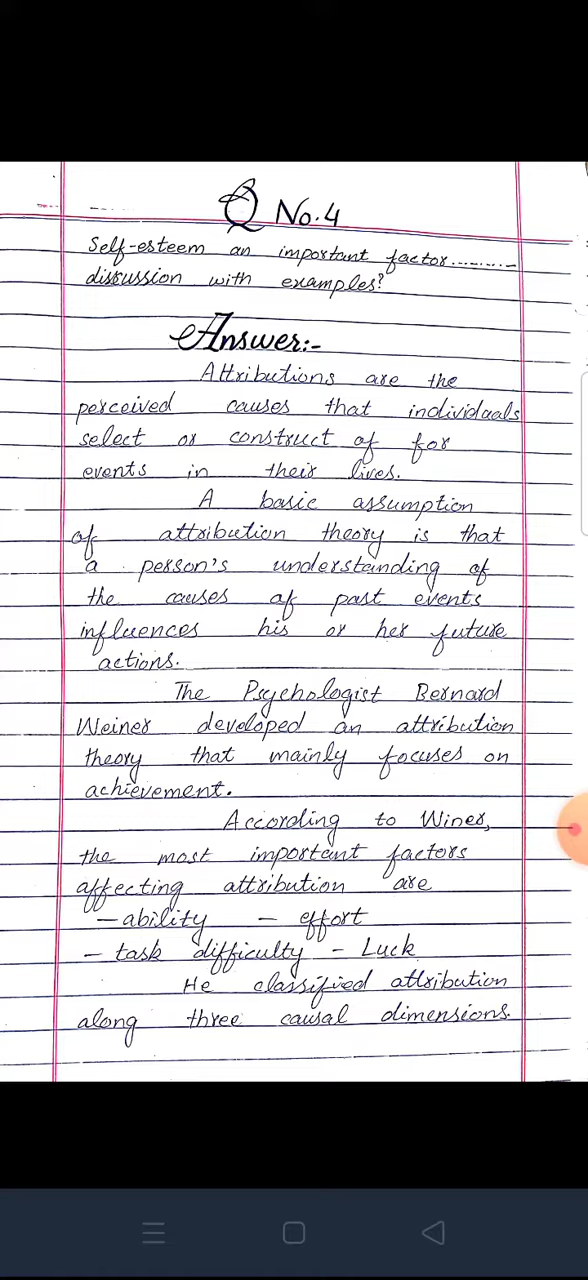 Q No.4
Self-esteem an important factor..........
discussion with examples?
Answer:-
Attributions are the
perceived causes that individuals
select or construct of for
events in their lives.
A basic assumption
of attribution theory is that
a person's understanding of
the causes of past events
influences his or her future
actions.
The Psychologist Bernard
Weiner developed an attribution
theory that mainly focuses on
achievement.
According to Winer,
the most important factors
affecting attribution are
- ability - effort
- task difficulty - Luck
He classified attribution
along three causal dimensions.